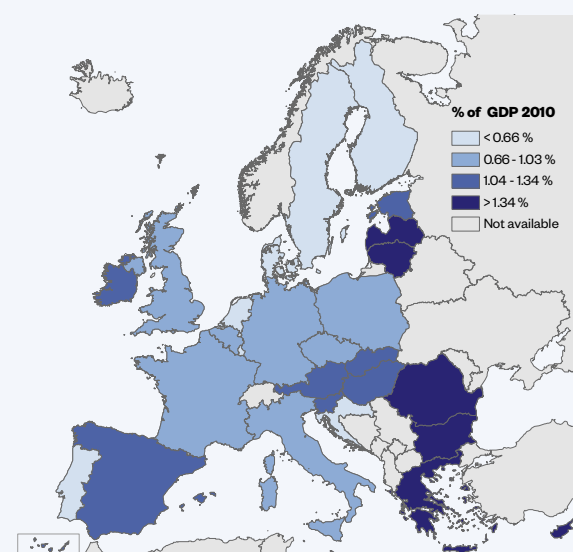 % of GDP 2010
< 0.66 %
0.66 - 1.03 %
1.04 - 1.34 %
> 1.34 %
Not available